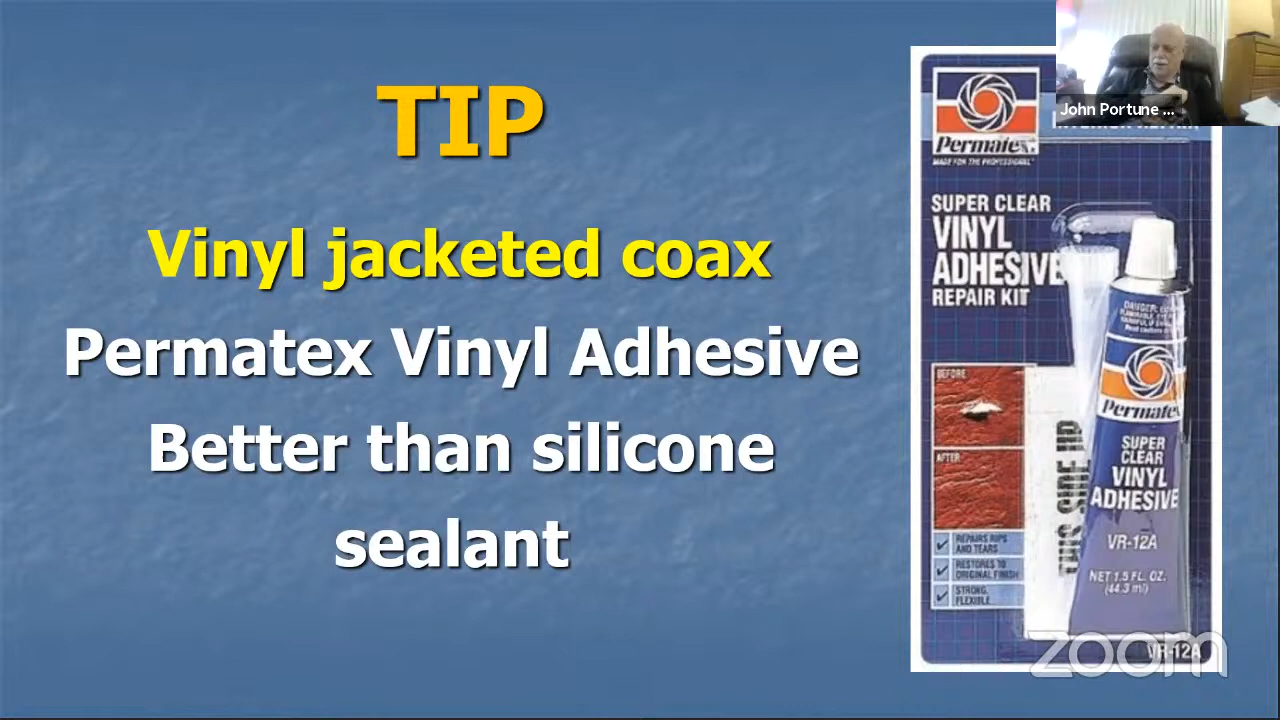 TIP
Vinyl jacketed coax
Permatex Vinyl Adhesive
Better than silicone
sealant
John Portune ...
Permatex
MADE FOR THE PROFESSIONAL
SUPER CLEAR
VINYL
ADHESIVE
REPAIR KIT
BEFORE
AFTER
REPAIRS RIPS
AND TEARS
RESTORES TO
ORIGINAL FINISH
STRONG,
FLEXIBLE
THIS SIDE UP
Permatex
SUPER
CLEAR
VINYL
ADHESIVE
VR-12A
NET 1.5 FL. OZ.
(44.3 ml)
VR-12A
zoom